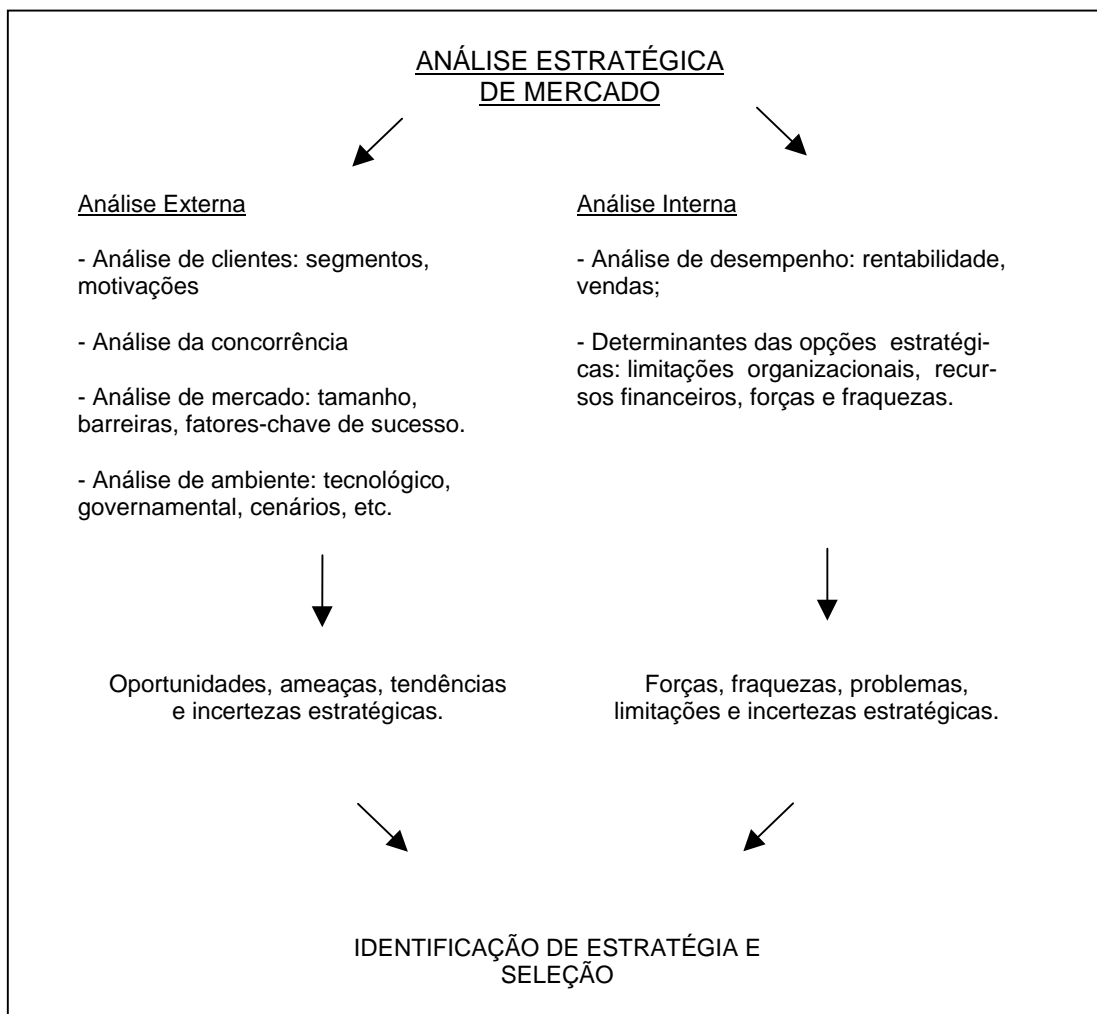 ANÁLISE ESTRATÉGICA
DE MERCADO
Análise Externa
- Análise de clientes: segmentos,
motivações
- Análise da concorrência
- Análise de mercado: tamanho,
barreiras, fatores-chave de sucesso.
- Análise de ambiente: tecnológico,
governamental, cenários, etc.
Oportunidades, ameaças, tendências
e incertezas estratégicas.
Análise Interna
- Análise de desempenho: rentabilidade,
vendas;
- Determinantes das opções estratégi-
cas: limitações organizacionais, recur-
sos financeiros, forças e fraquezas.
Forças, fraquezas, problemas,
limitações e incertezas estratégicas.
IDENTIFICAÇÃO DE ESTRATÉGIA E
SELEÇÃO